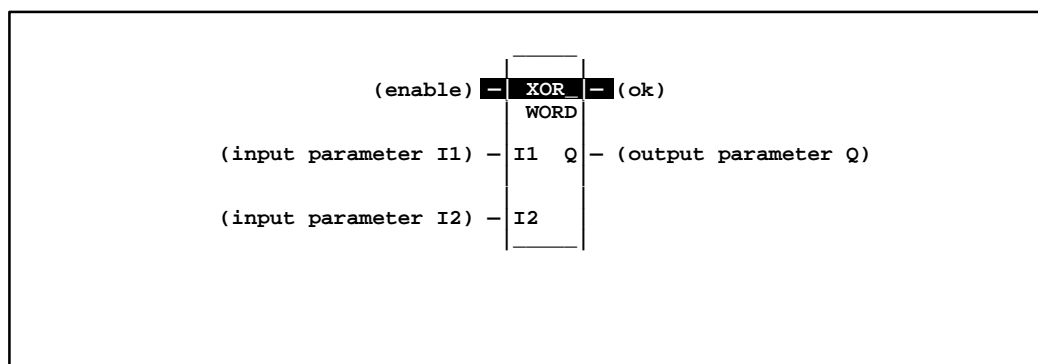 (enable) XOR_ (ok)
WORD
(input parameter I1) I1 Q (output parameter Q)
(input parameter I2) I2